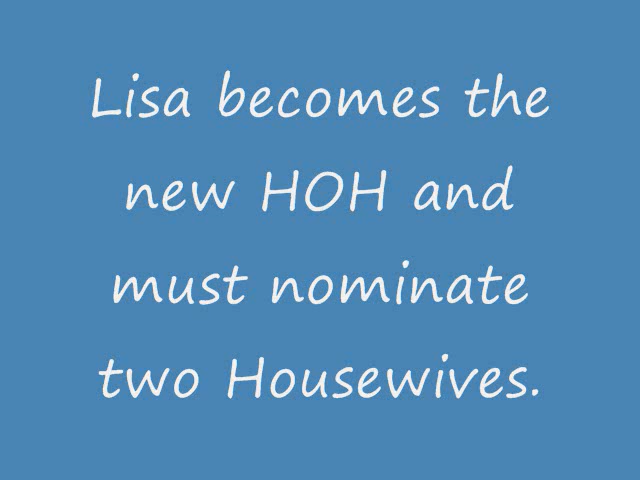 Lisa becomes the
new HOH and
must nominate
two Housewives.